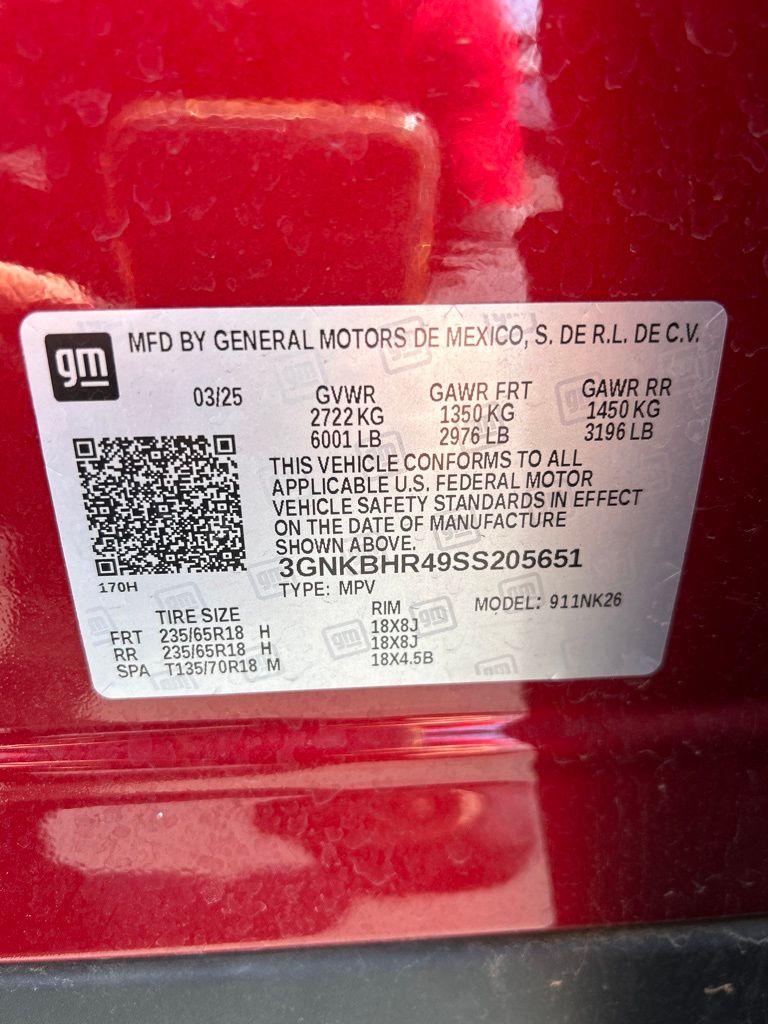 gm MFD BY GENERAL MOTORS DE MEXICO, S. DE R.L. DE C.V.
03/25 GVWR GAWR FRT GAWR RR
2722 KG 1350 KG 1450 KG
6001 LB 2976 LB 3196 LB
THIS VEHICLE CONFORMS TO ALL
APPLICABLE U.S. FEDERAL MOTOR
VEHICLE SAFETY STANDARDS IN EFFECT
ON THE DATE OF MANUFACTURE
SHOWN ABOVE.
3GNKBHR49SS205651
170H TYPE: MPV
TIRE SIZE RIM MODEL: 911NK26
FRT 235/65R18 H 18X8J
RR 235/65R18 H 18X8J
SPA T135/70R18 M 18X4.5B